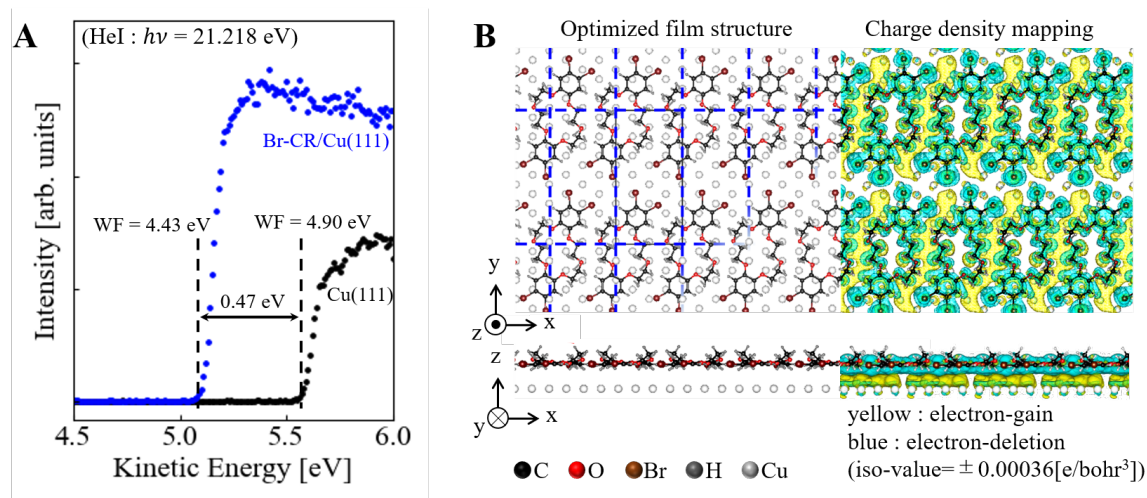 A
(HeI : hν = 21.218 eV)
Br-CR/Cu(111)
WF = 4.43 eV
WF = 4.90 eV
0.47 eV
Cu(111)
Intensity [arb. units]
4.5
5.0
5.5
6.0
Kinetic Energy [eV]
B
Optimized film structure
Charge density mapping
y
z
x
z
y
x
yellow : electron-gain
blue : electron-deletion
(iso-value= ± 0.00036[e/bohr³])
C
O
Br
H
Cu